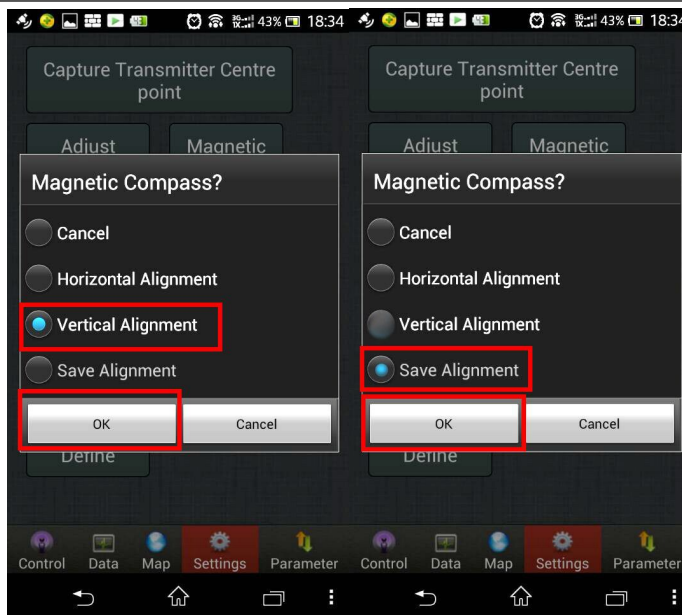 43% 18:34
Capture Transmitter Centre
point
Adjust Magnetic
Magnetic Compass?
Cancel
Horizontal Alignment
Vertical Alignment
Save Alignment
OK Cancel
Define
Control Data Map Settings Parameter
43% 18:34
Capture Transmitter Centre
point
Adjust Magnetic
Magnetic Compass?
Cancel
Horizontal Alignment
Vertical Alignment
Save Alignment
OK Cancel
Define
Control Data Map Settings Parameter